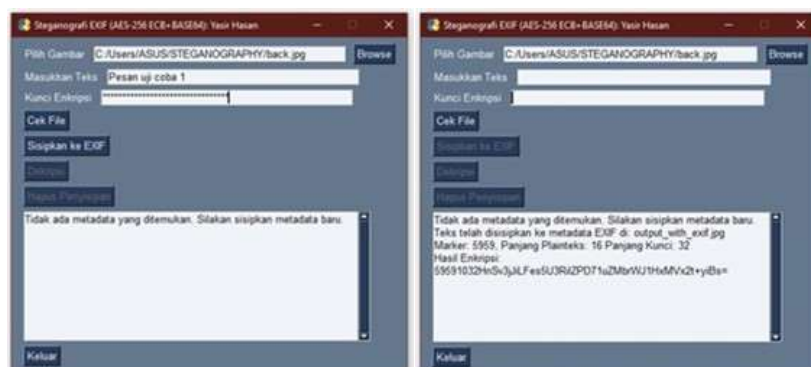 Steganografi EXIF (AES-256 ECB+BASE64): Yasir Hasan
Pilih Gambar C:/Users/ASUS/STEGANOGRAPHY/back.jpg Browse
Masukkan Teks Pesan uji coba 1
Kunci Enkripsi
Cek File
Sisipkan ke EXIF
Dekripsi
Hapus Penyisipan
Tidak ada metadata yang ditemukan. Silakan sisipkan metadata baru.
Keluar
Steganografi EXIF (AES-256 ECB+BASE64): Yasir Hasan
Pilih Gambar C:/Users/ASUS/STEGANOGRAPHY/back.jpg Browse
Masukkan Teks
Kunci Enkripsi
Cek File
Sisipkan ke EXIF
Dekripsi
Hapus Penyisipan
Tidak ada metadata yang ditemukan. Silakan sisipkan metadata baru.
Teks telah disisipkan ke metadata EXIF di: output_with_exif.jpg
Marker: 5959, Panjang Plainteks: 16 Panjang Kunci: 32
Hasil Enkripsi:
Keluar